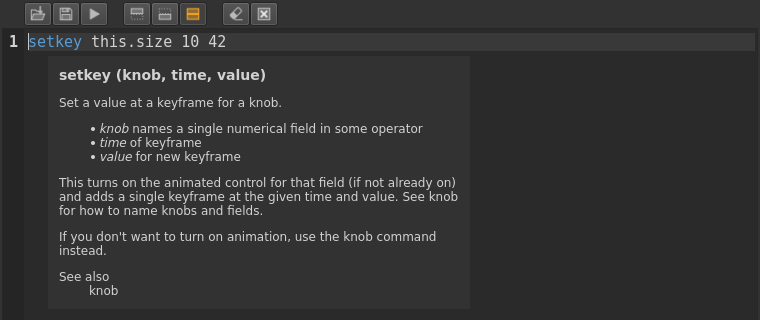 1 setkey this.size 10 42
setkey (knob, time, value)
Set a value at a keyframe for a knob.
• knob names a single numerical field in some operator
• time of keyframe
• value for new keyframe
This turns on the animated control for that field (if not already on)
and adds a single keyframe at the given time and value. See knob
for how to name knobs and fields.
If you don't want to turn on animation, use the knob command
instead.
See also
knob